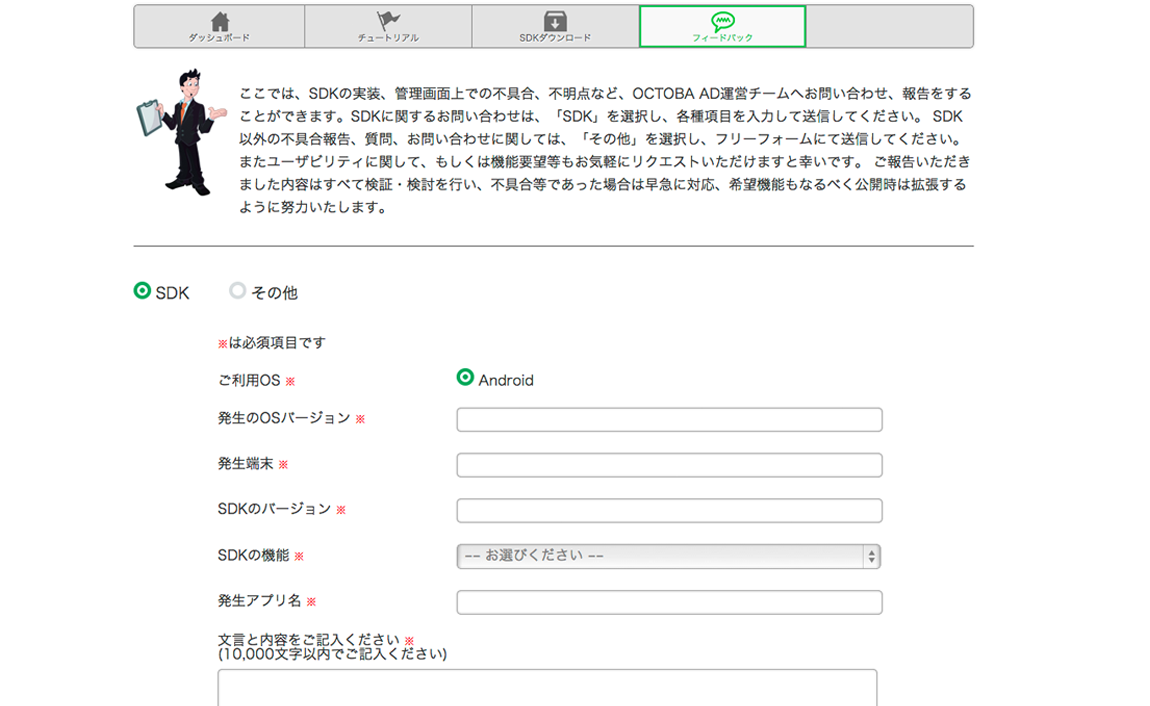 ダッシュボード
チュートリアル
SDKダウンロード
フィードバック
ここでは、SDKの実装、管理画面上での不具合、不明点など、OCTOBA AD運営チームへお問い合わせ、報告をする
ことができます。SDKに関するお問い合わせは、「SDK」を選択し、各種項目を入力して送信してください。 SDK
以外の不具合報告、質問、お問い合わせに関しては、「その他」を選択し、フリーフォームにて送信してください。
またユーザビリティに関して、もしくは機能要望等もお気軽にリクエストいただけますと幸いです。 ご報告いただき
ました内容はすべて検証・検討を行い、不具合等であった場合は早急に対応、希望機能もなるべく公開時は拡張する
ように努力いたします。
SDK
その他
※は必須項目です
ご利用OS ※
Android
発生のOSバージョン ※
発生端末 ※
SDKのバージョン ※
SDKの機能 ※
-- お選びください --
発生アプリ名 ※
文言と内容をご記入ください ※
(10,000文字以内でご記入ください)